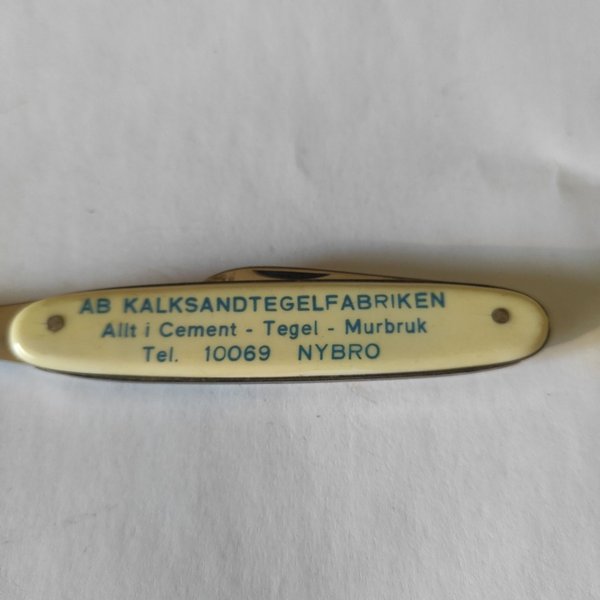 AB KALKSANDTEGELFABRIKEN
Allt i Cement - Tegel - Murbruk
Tel. 10069 NYBRO